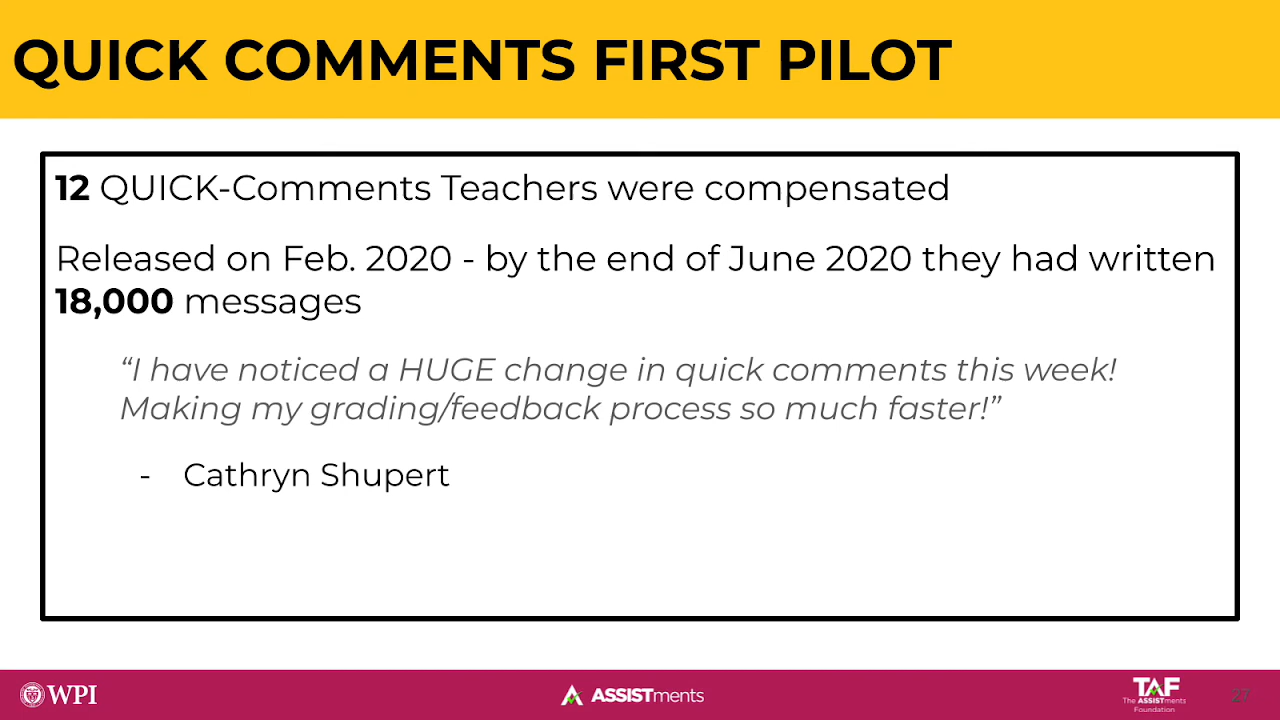 QUICK COMMENTS FIRST PILOT
12 QUICK-Comments Teachers were compensated
Released on Feb. 2020 - by the end of June 2020 they had written
18,000 messages
“I have noticed a HUGE change in quick comments this week!
Making my grading/feedback process so much faster!”
- Cathryn Shupert
WPI
ASSISTments
TAF
The ASSISTments
Foundation
27